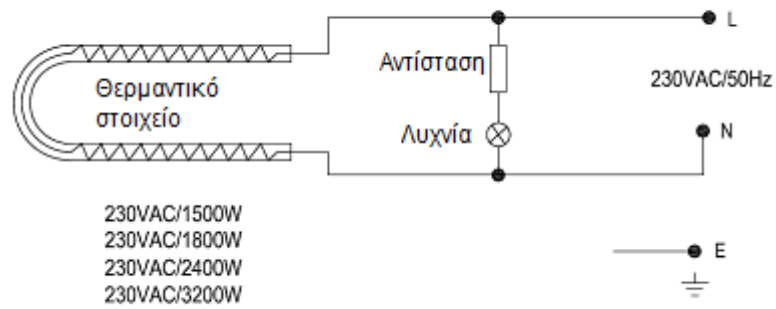 L
Αντίσταση
230VAC/50Hz
Θερμαντικό
στοιχείο
Λυχνία
N
230VAC/1500W
230VAC/1800W
230VAC/2400W
230VAC/3200W
E